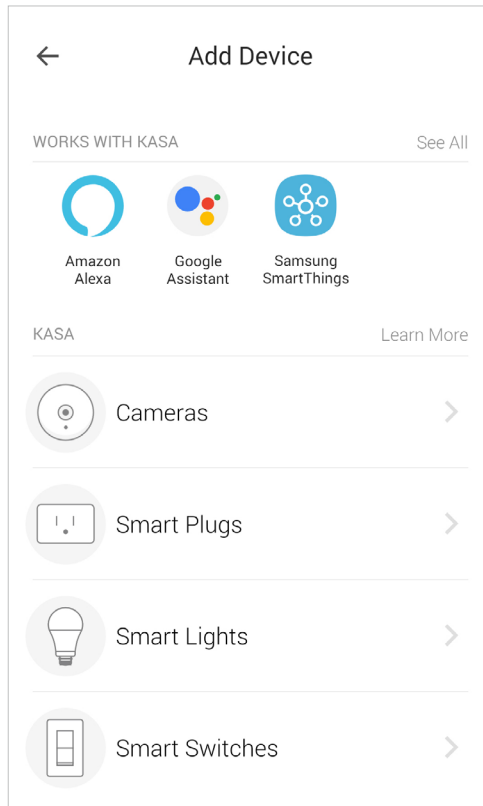 Add Device
WORKS WITH KASA See All
Amazon Alexa
Google Assistant
Samsung SmartThings
KASA Learn More
Cameras
Smart Plugs
Smart Lights
Smart Switches